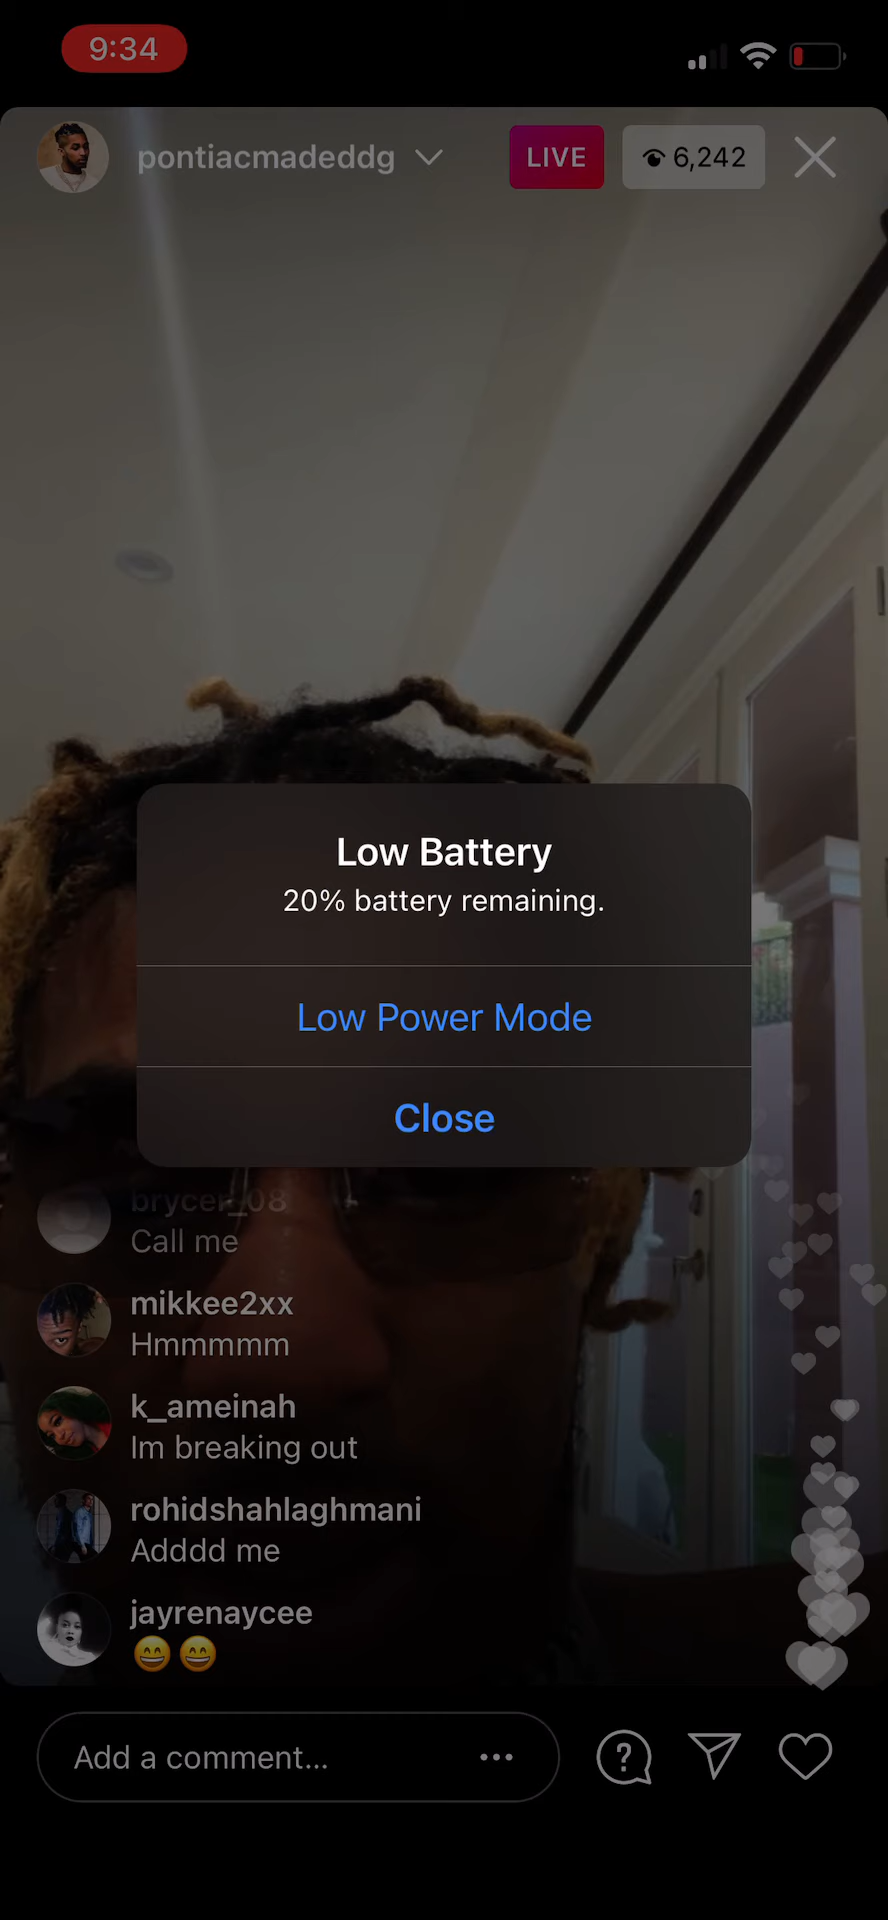 9:34
pontiacmadeddg
LIVE
6,242
Low Battery
20% battery remaining.
Low Power Mode
Close
brycer_08
Call me
mikkee2xx
Hmmmmm
k_ameinah
Im breaking out
rohidshahlaghmani
Adddd me
jayrenaycee
😄😄
Add a comment...